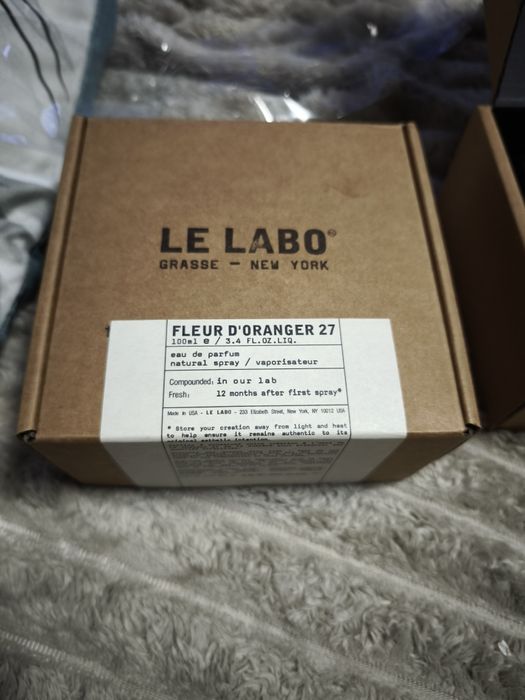 LE LABO®
GRASSE — NEW YORK
FLEUR D'ORANGER 27
100ml e / 3.4 FL.OZ.LIQ.
eau de parfum
natural spray / vaporisateur
Compounded: in our lab
Fresh: 12 months after first spray*
Made in USA - LE LABO - 233 Elizabeth Street, New York, NY 10012 USA
* Store your creation away from light and heat
to help ensure it remains authentic to its
original artistic intention.